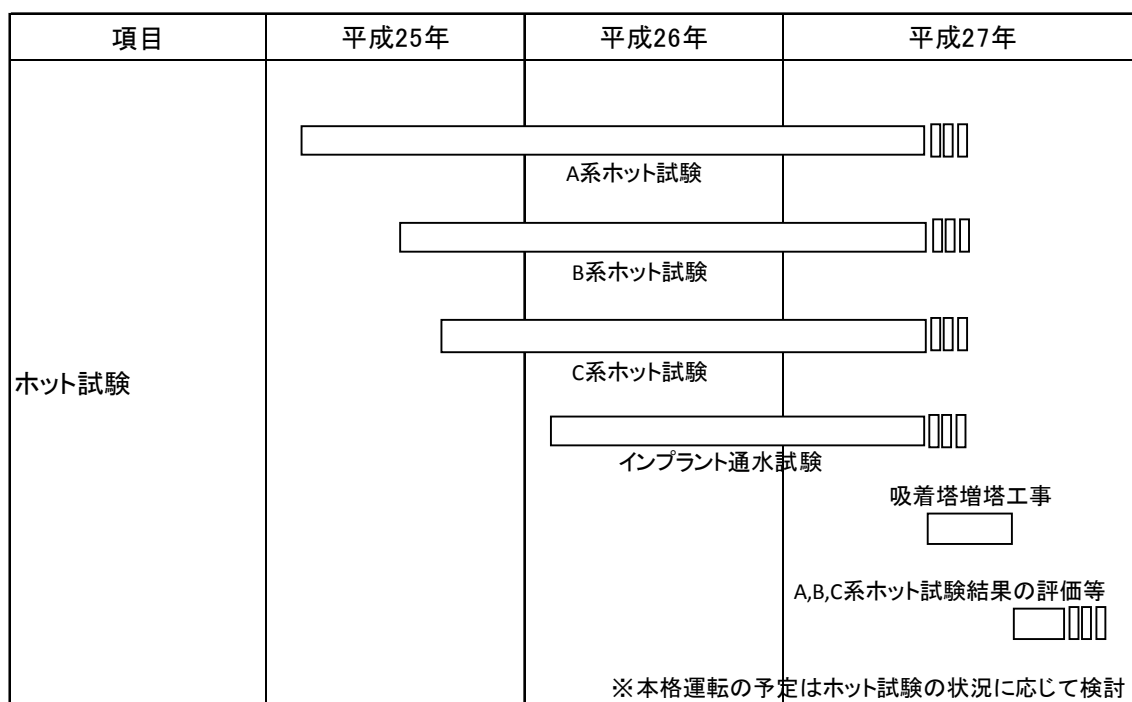 項目
平成25年
平成26年
平成27年
A系ホット試験
B系ホット試験
C系ホット試験
ホット試験
インプラント通水試験
吸着塔増塔工事
A,B,C系ホット試験結果の評価等
※本格運転の予定はホット試験の状況に応じて検討